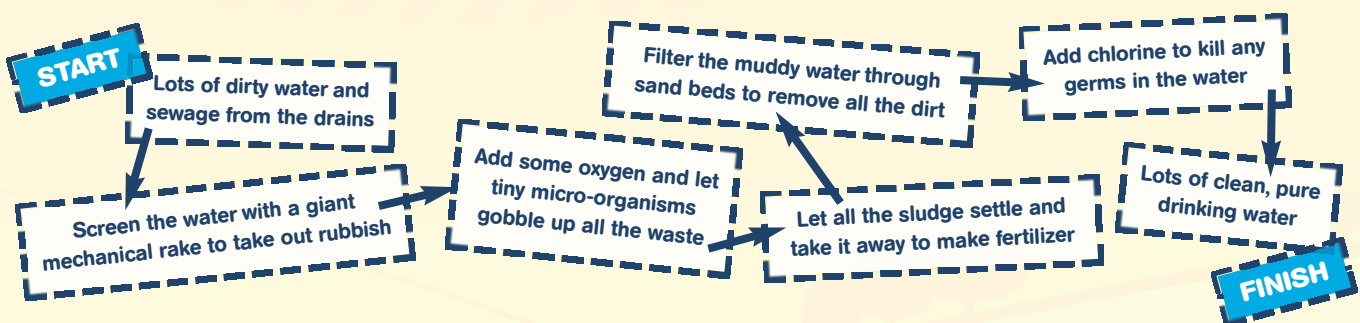 START
Lots of dirty water and
sewage from the drains
Screen the water with a giant
mechanical rake to take out rubbish
Add some oxygen and let
tiny micro-organisms
gobble up all the waste
Let all the sludge settle and
take it away to make fertilizer
Filter the muddy water through
sand beds to remove all the dirt
Add chlorine to kill any
germs in the water
Lots of clean, pure
drinking water
FINISH